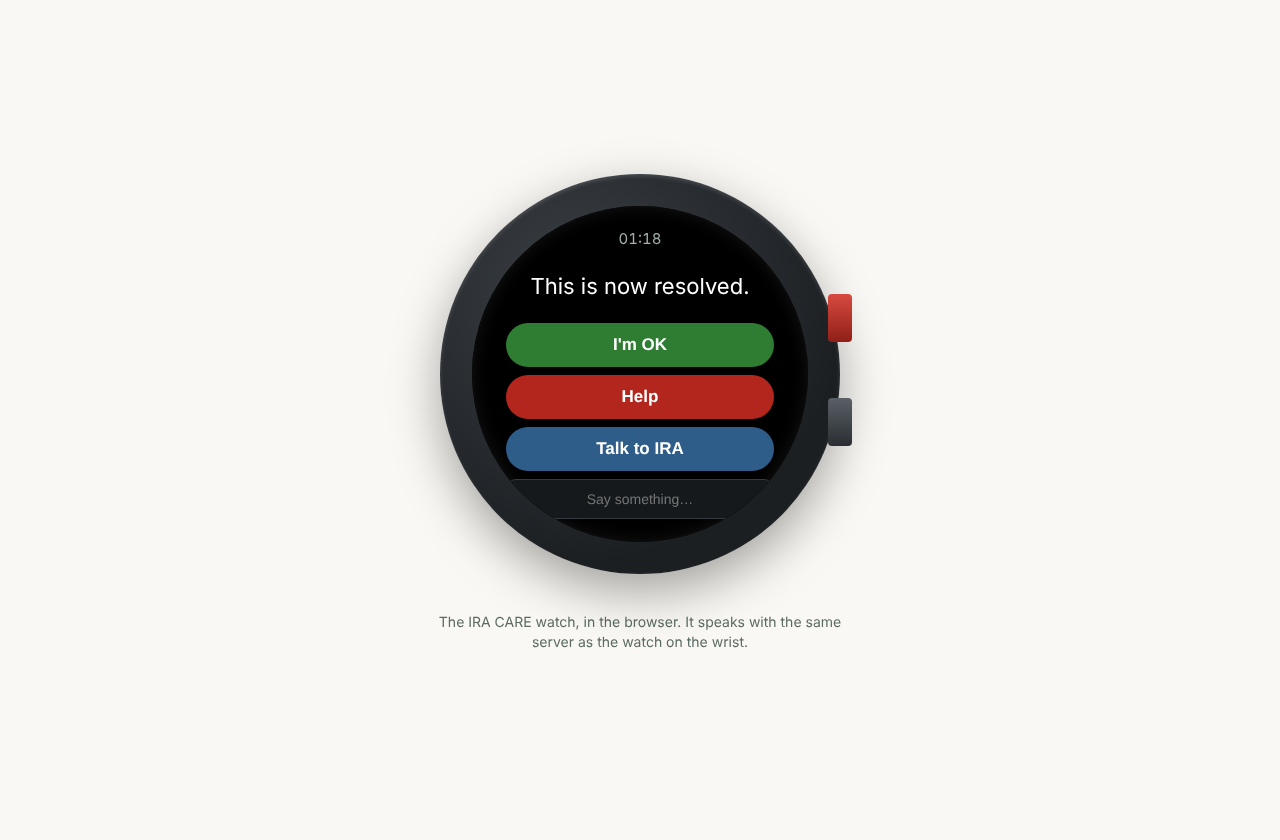 01:18
This is now resolved.
I'm OK
Help
Talk to IRA
Say something…
The IRA CARE watch, in the browser. It speaks with the same
server as the watch on the wrist.